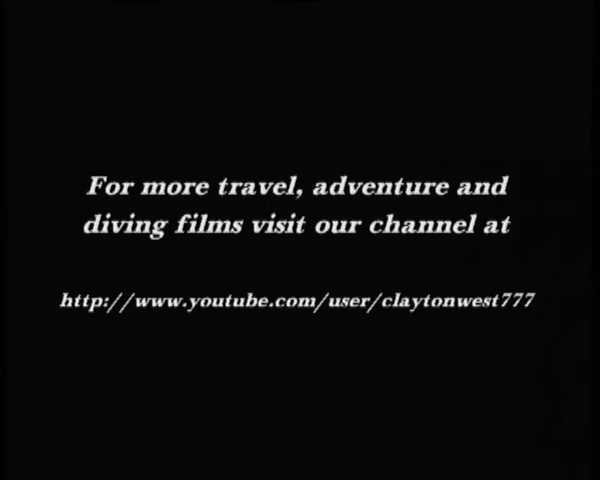 For more travel, adventure and
diving films visit our channel at
http://www.youtube.com/user/claytonwest777